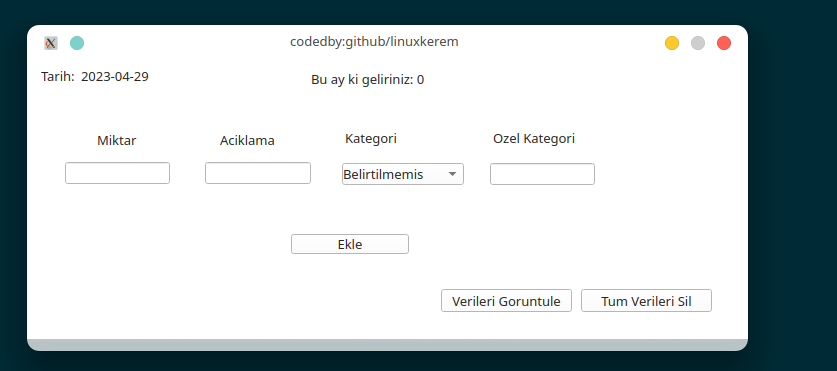 codedby:github/linuxkerem
Tarih: 2023-04-29
Bu ay ki geliriniz: 0
Miktar
Aciklama
Kategori
Ozel Kategori
Belirtilmemis
Ekle
Verileri Goruntule
Tum Verileri Sil